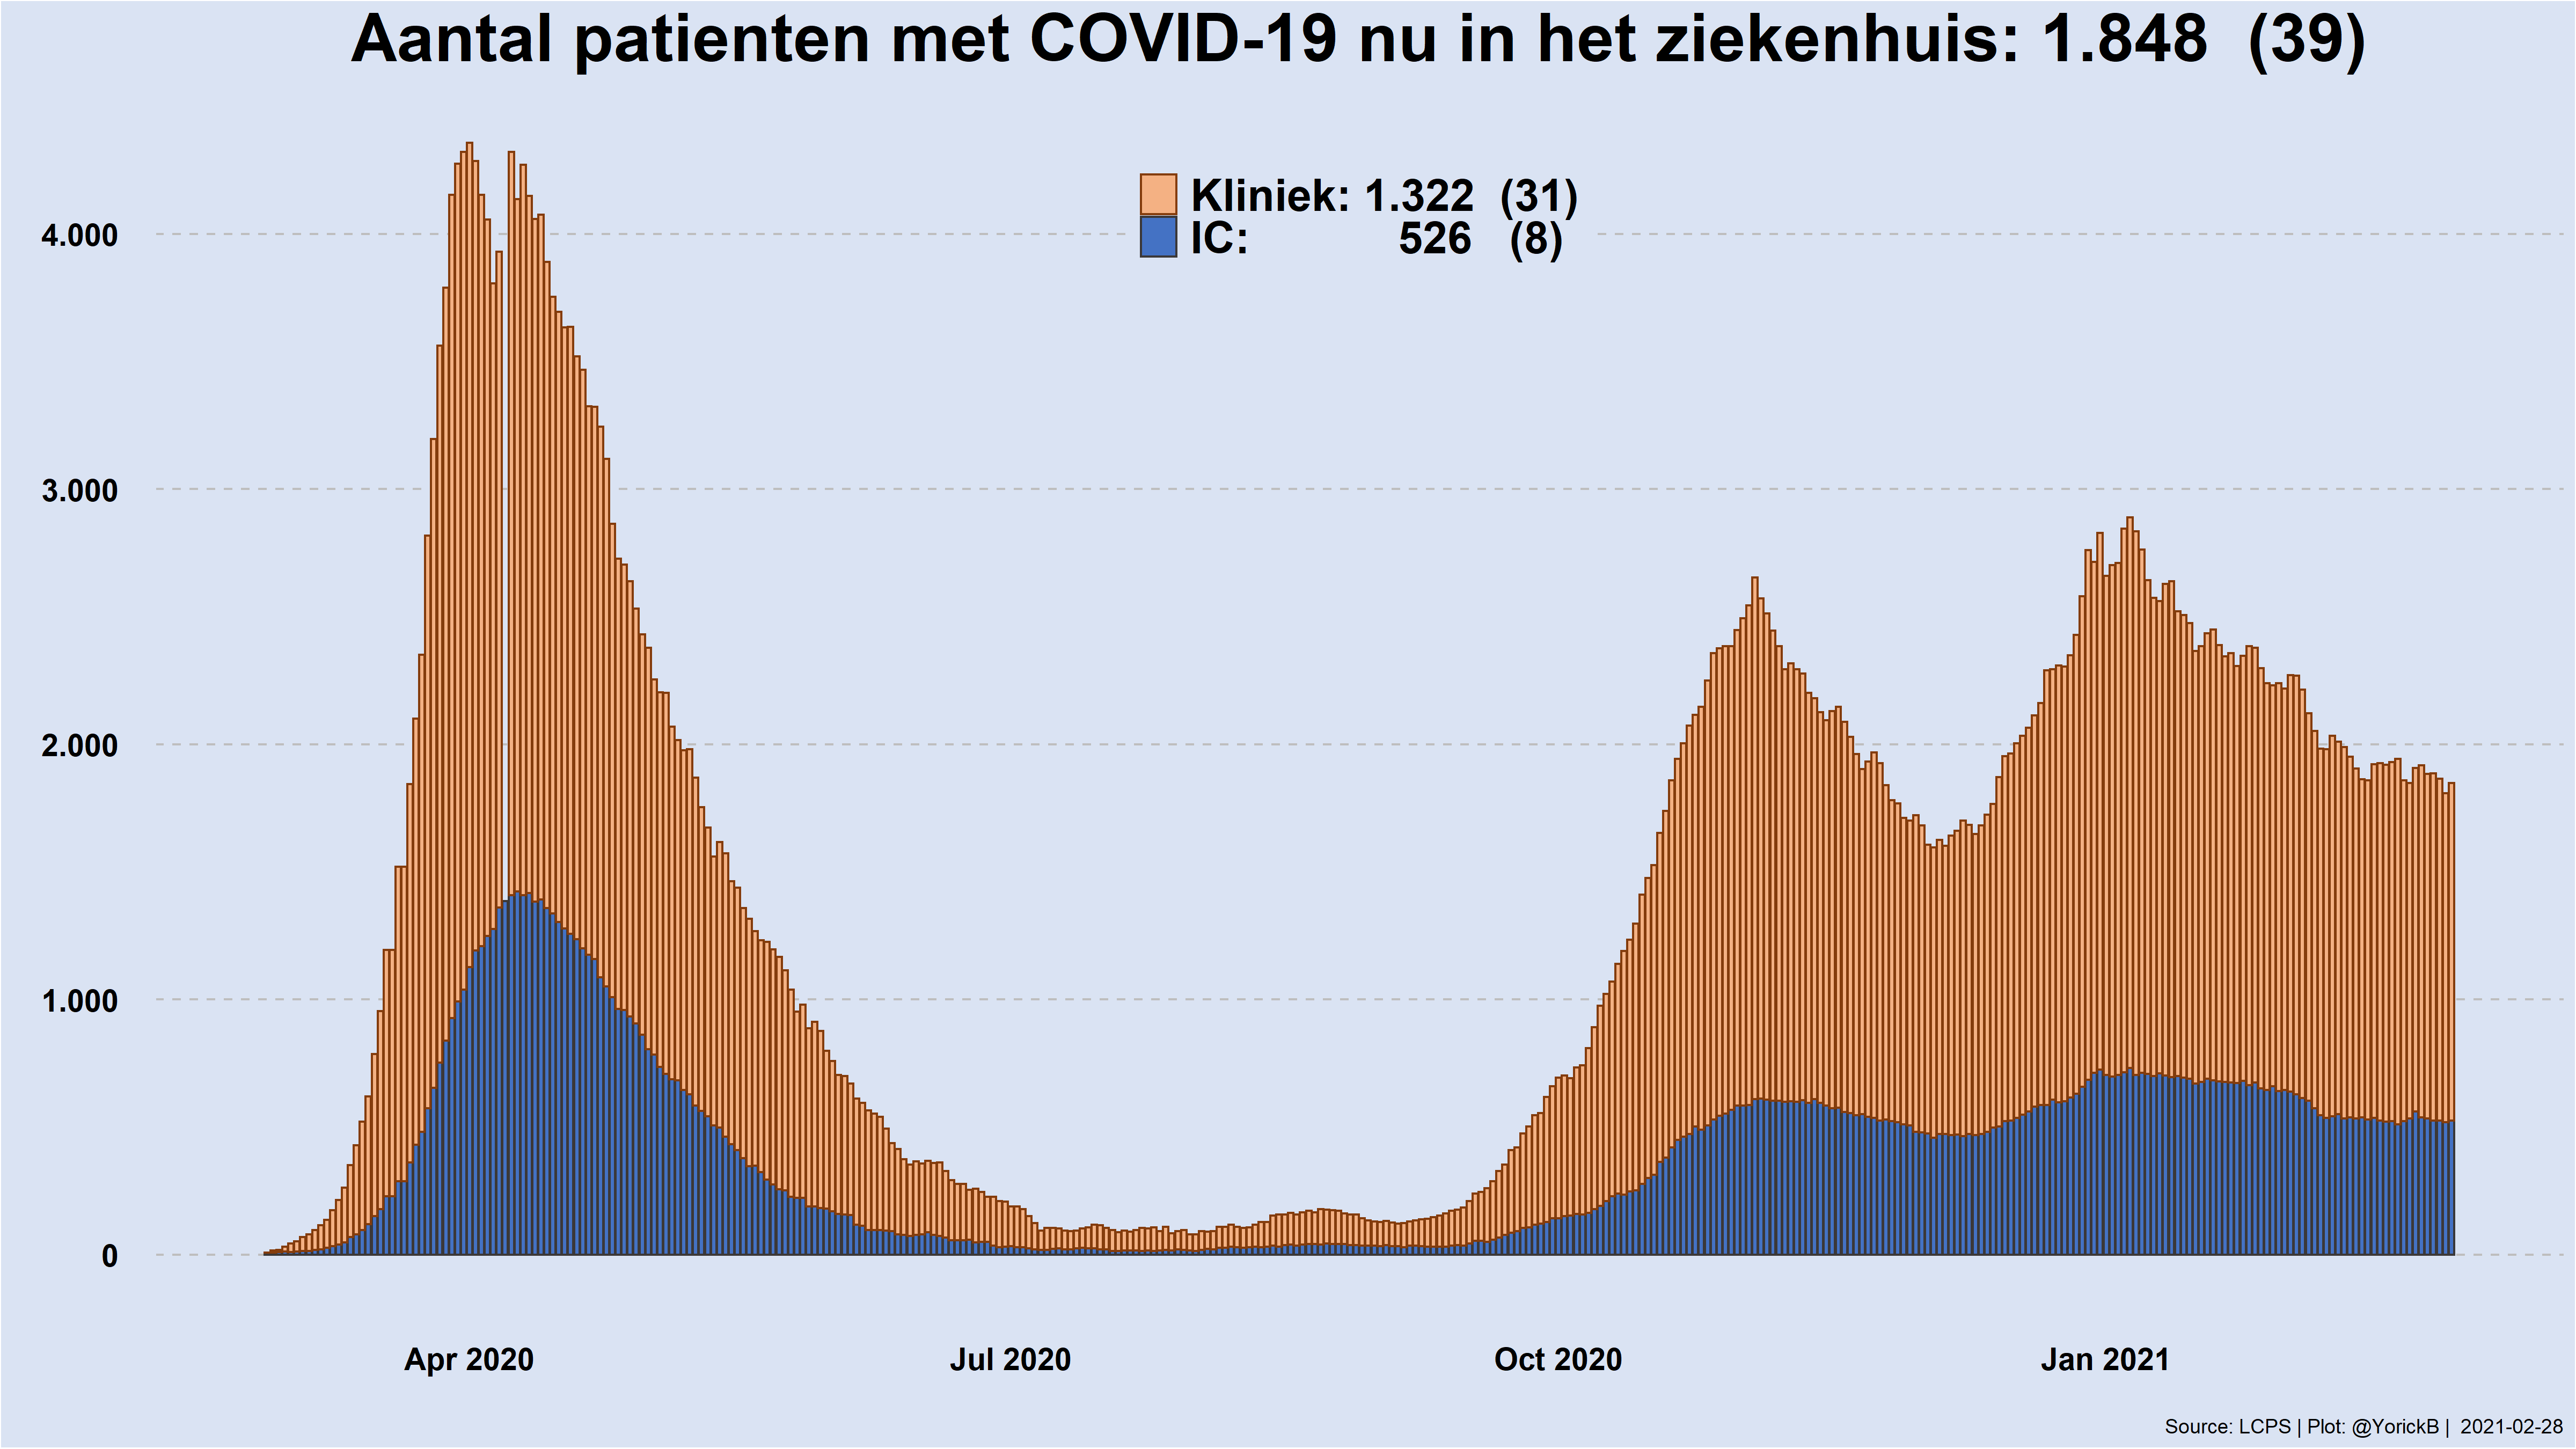 Aantal patienten met COVID-19 nu in het ziekenhuis: 1.848 (39)
Kliniek: 1.322 (31)
IC: 526 (8)
4.000
3.000
2.000
1.000
0
Apr 2020 Jul 2020 Oct 2020 Jan 2021
Source: LCPS | Plot: @YorickB | 2021-02-28